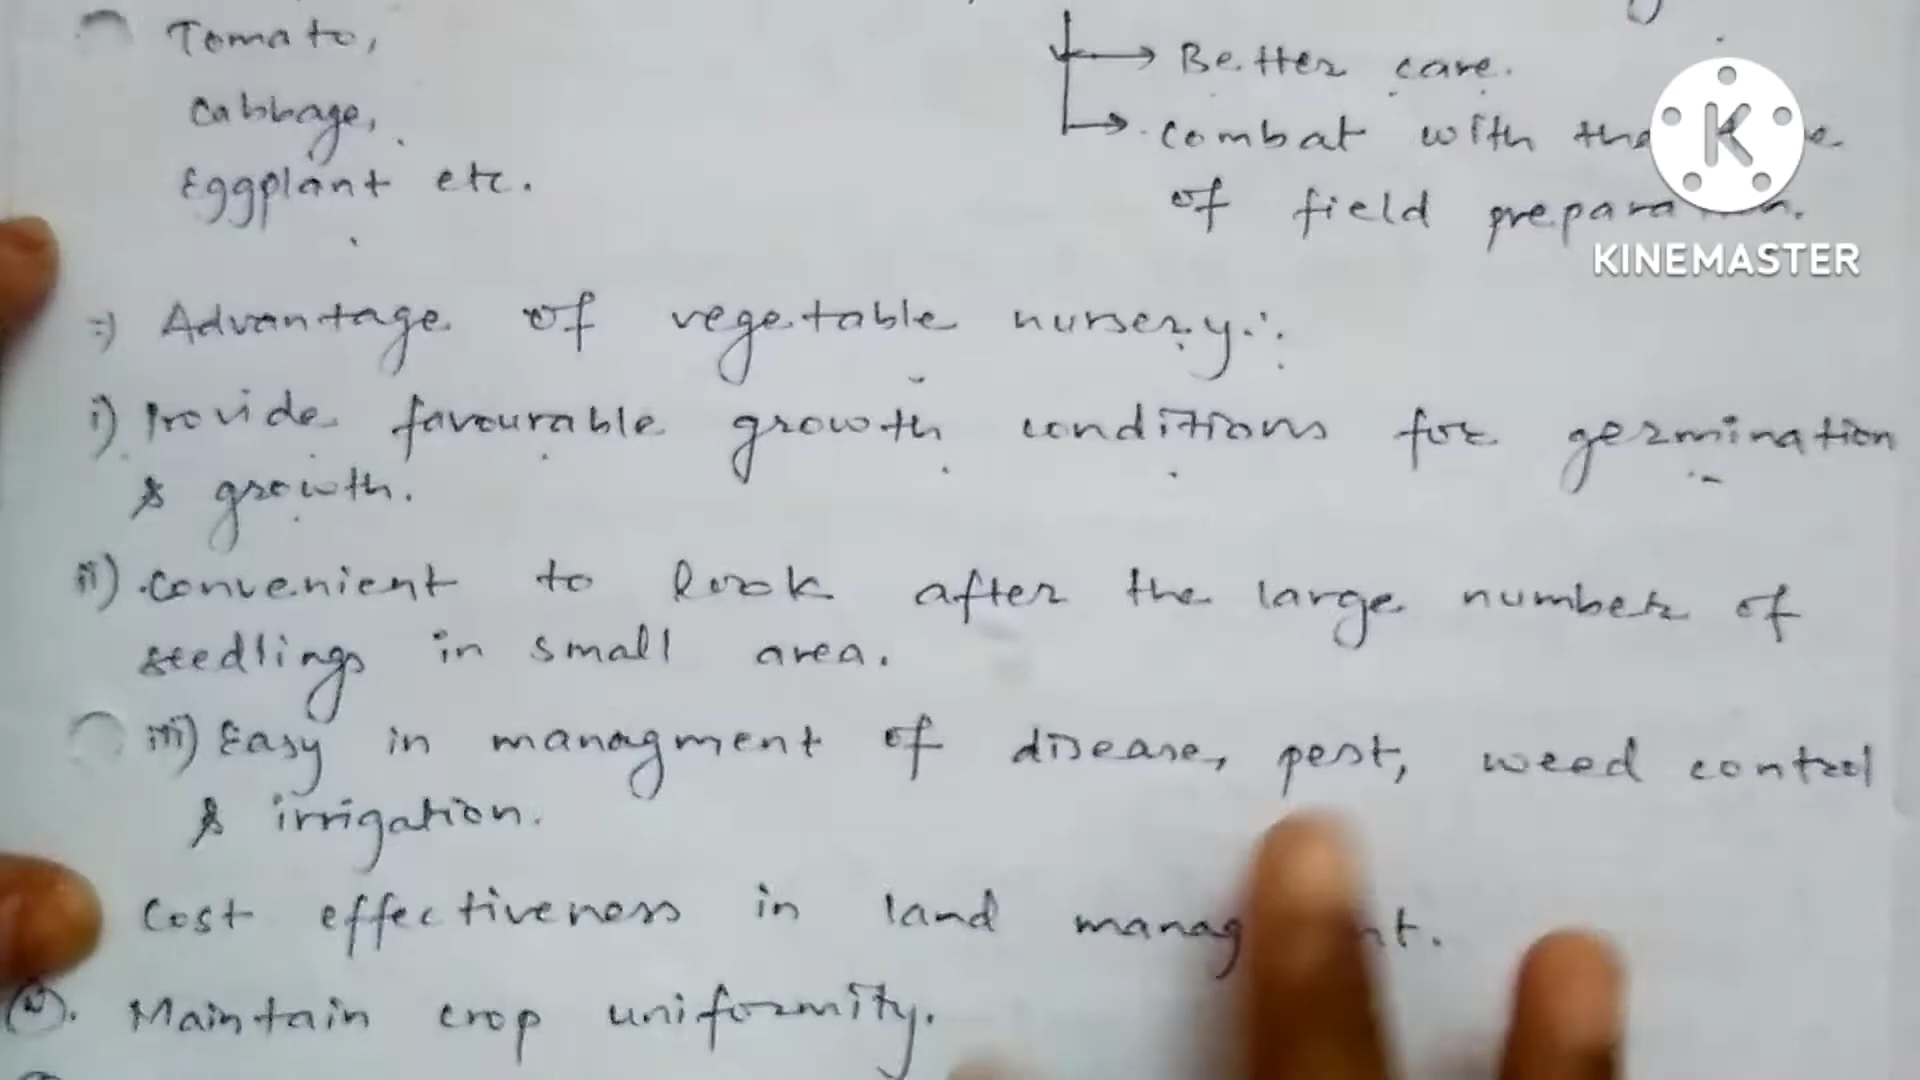 Tomato,
Cabbage,
Eggplant etc.
→ Better care.
→ combat with the
of field
⇒ Advantage of vegetable nursery:
i) Provide favourable growth conditions for germination
& growth.
ii) convenient to look after the large number of
seedlings in small area.
iii) Easy in managment of disease, pest, weed control
& irrigation.
Cost effectiveness in land
Maintain crop uniformity.
KINEMASTER